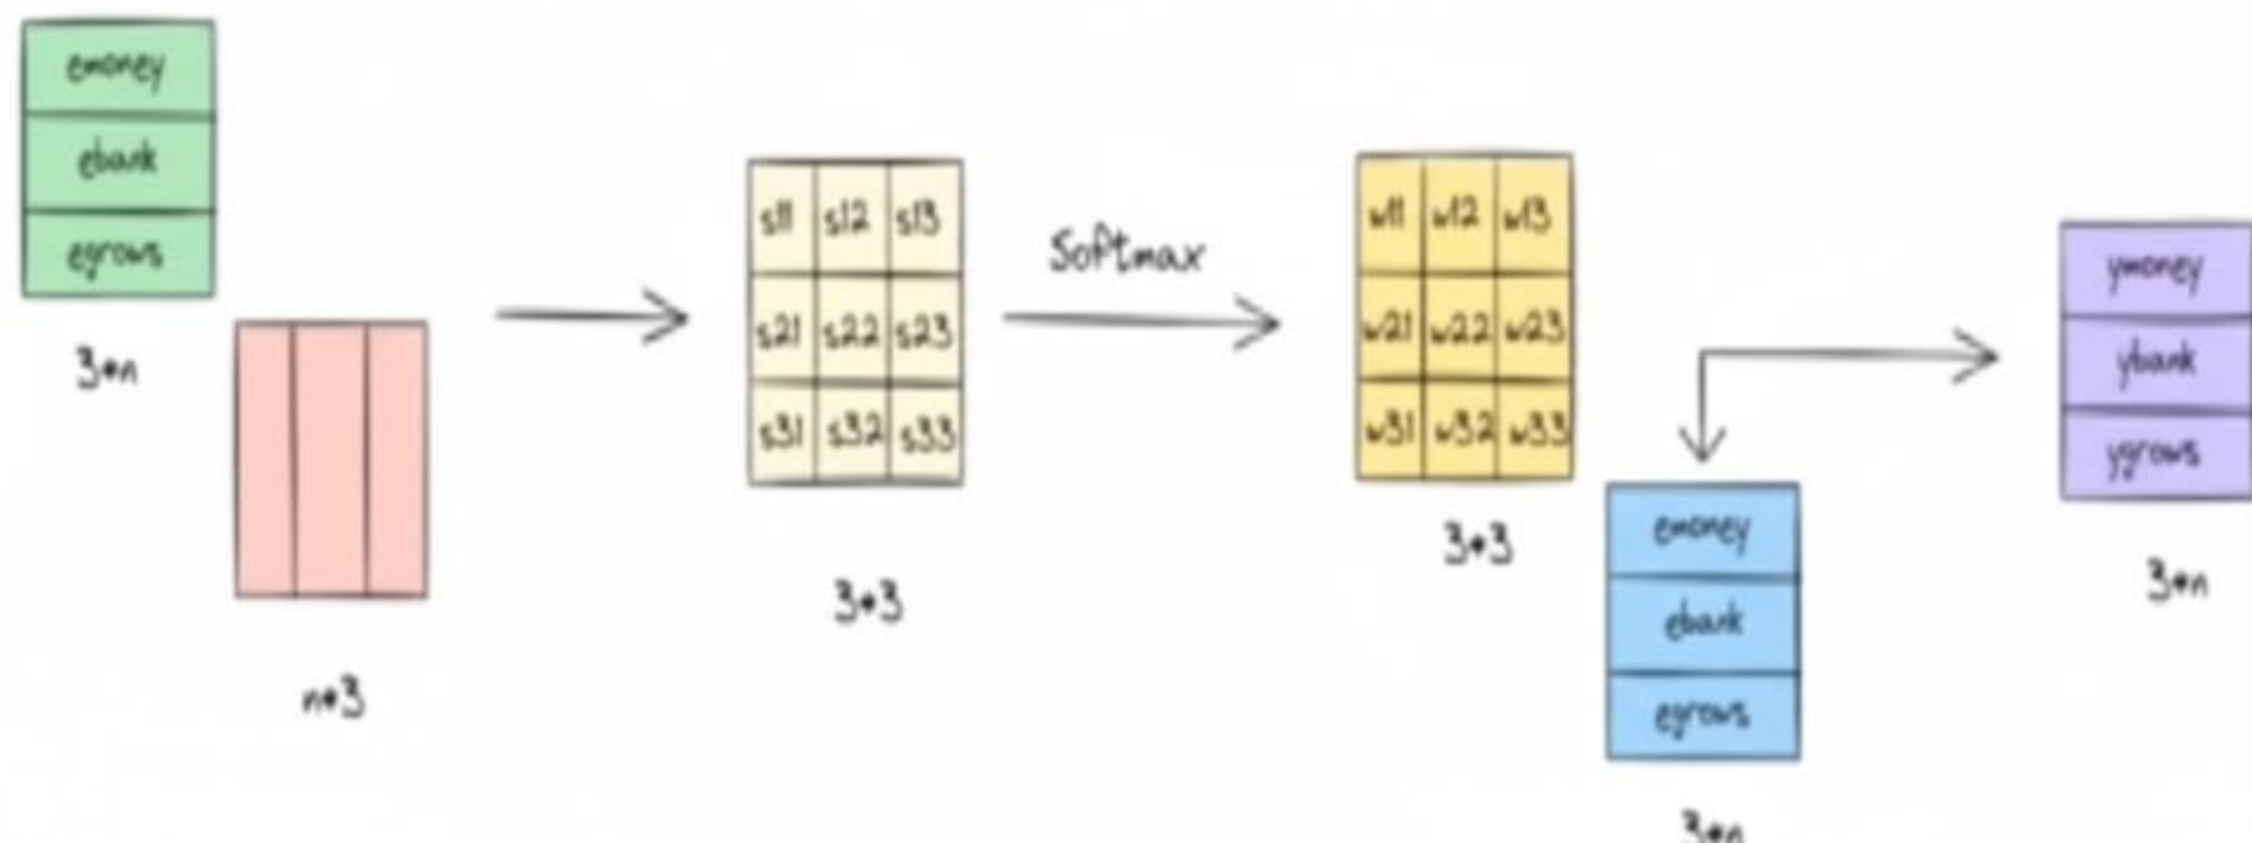 emoney
ebank
egrows
3*n
n*3
s11 s12 s13
s21 s22 s23
s31 s32 s33
3*3
Softmax
w11 w12 w13
w21 w22 w23
w31 w32 w33
3*3
emoney
ebank
egrows
3*n
ymoney
ybank
ygrows
3*n